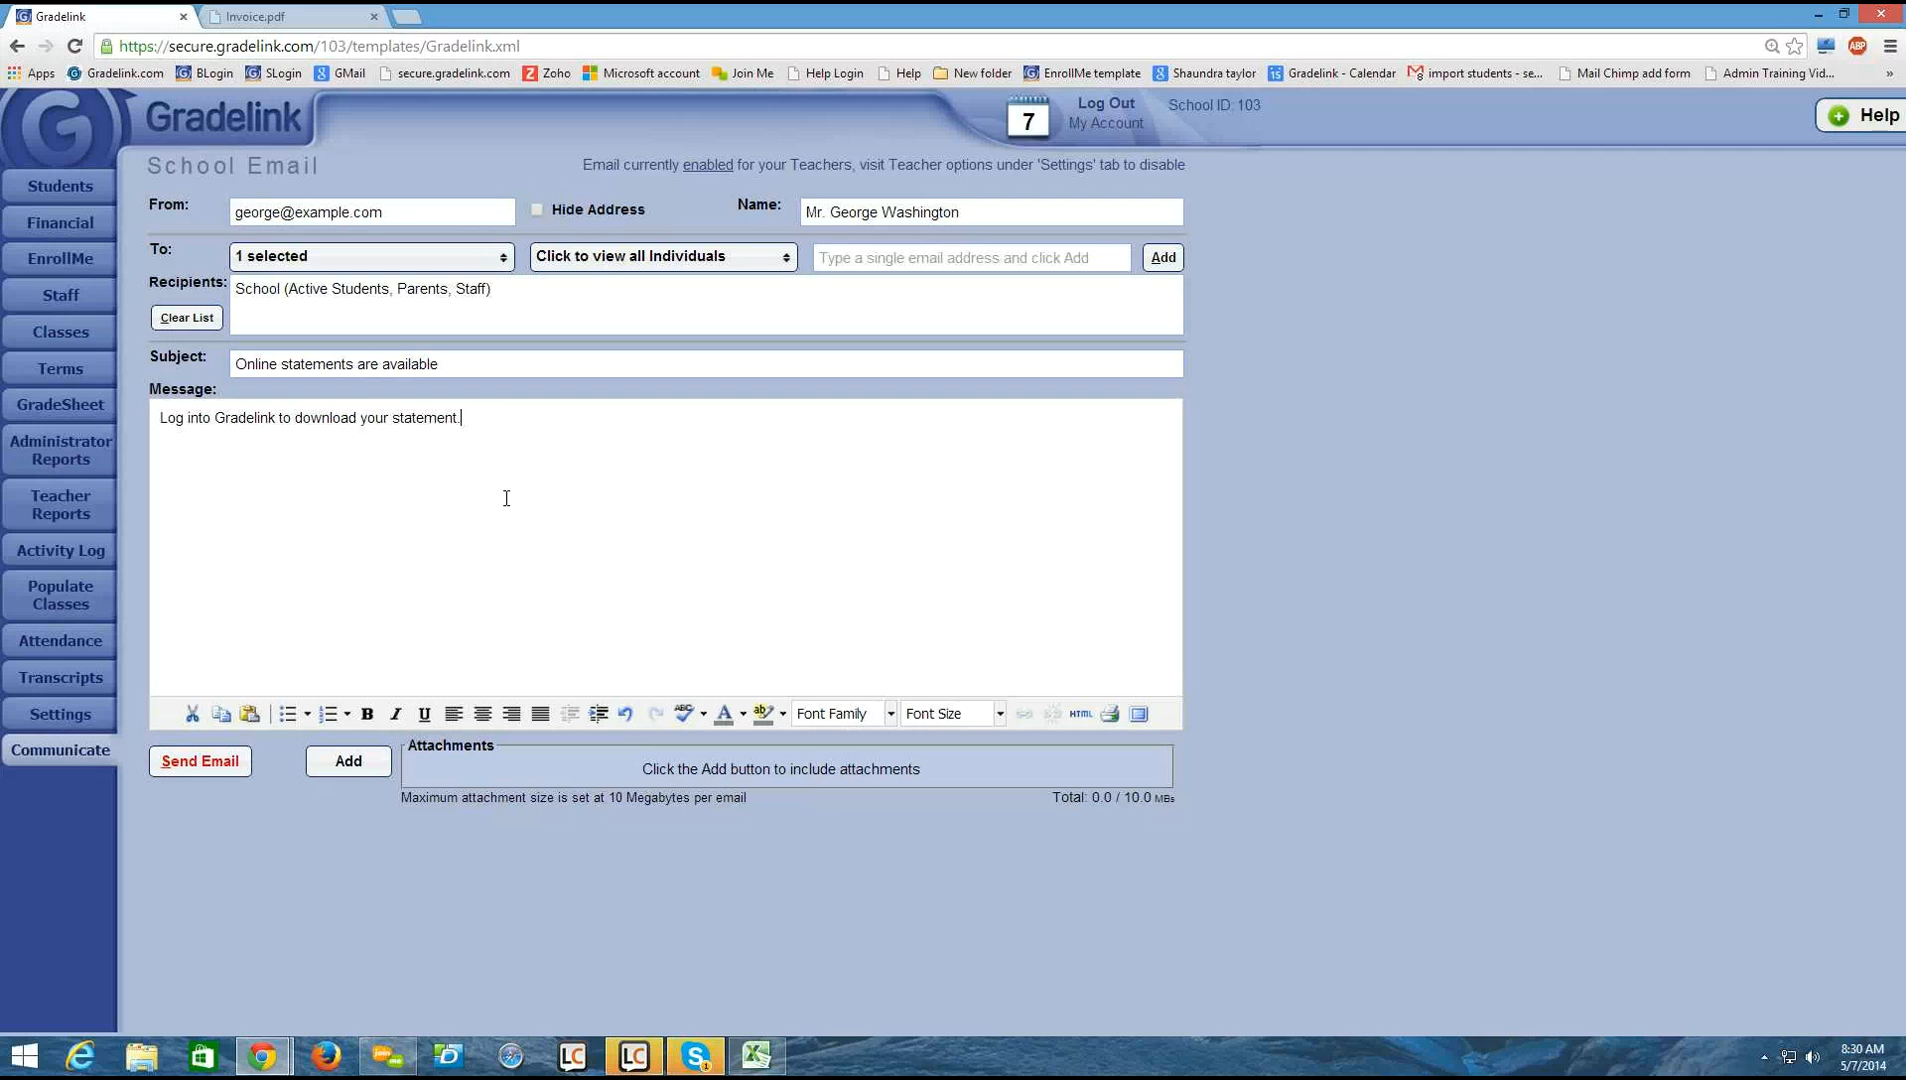 Gradelink
Invoice.pdf
https://secure.gradelink.com/103/templates/Gradelink.xml
ABP
Apps Gradelink.com BLogin SLogin GMail secure.gradelink.com Zoho Microsoft account Join Me Help Login Help New folder EnrollMe template Shaundra taylor Gradelink - Calendar import students - se... Mail Chimp add form Admin Training Vid... »
G Gradelink
7
Log Out
My Account
School ID: 103
Help
School Email
Email currently enabled for your Teachers, visit Teacher options under 'Settings' tab to disable
Students
Financial
EnrollMe
Staff
Classes
Terms
GradeSheet
Administrator
Reports
Teacher
Reports
Activity Log
Populate
Classes
Attendance
Transcripts
Settings
Communicate
From: george@example.com Hide Address Name: Mr. George Washington
To: 1 selected Click to view all Individuals Type a single email address and click Add Add
Recipients: School (Active Students, Parents, Staff)
Clear List
Subject: Online statements are available
Message:
Log into Gradelink to download your statement.
B I U ABC A ab Font Family Font Size HTML
Send Email Add Attachments
Click the Add button to include attachments
Maximum attachment size is set at 10 Megabytes per email Total: 0.0 / 10.0 MBs
LC LC
8:30 AM
5/7/2014